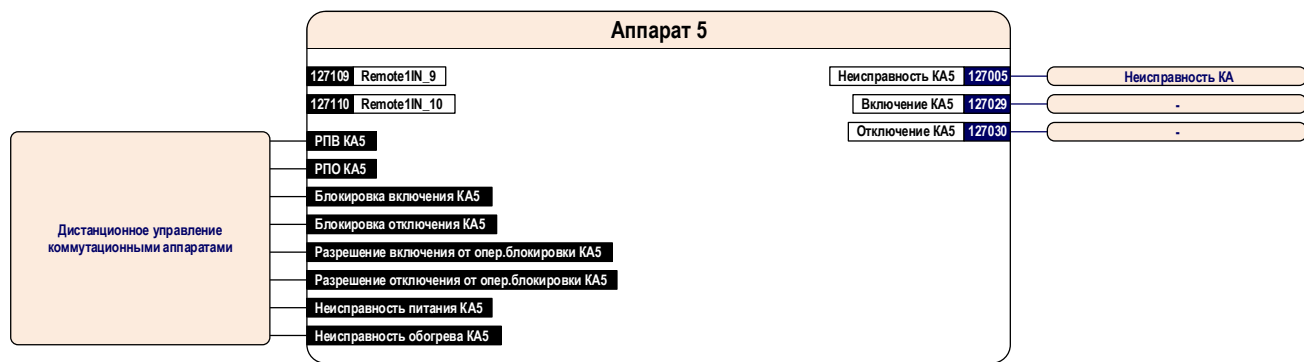 Аппарат 5
127109 Remote1IN_9
127110 Remote1IN_10
Неисправность КА5 127005 Неисправность КА
Включение КА5 127029 -
Отключение КА5 127030 -
Дистанционное управление
коммутационными аппаратами
РПВ КА5
РПО КА5
Блокировка включения КА5
Блокировка отключения КА5
Разрешение включения от опер.блокировки КА5
Разрешение отключения от опер.блокировки КА5
Неисправность питания КА5
Неисправность обогрева КА5